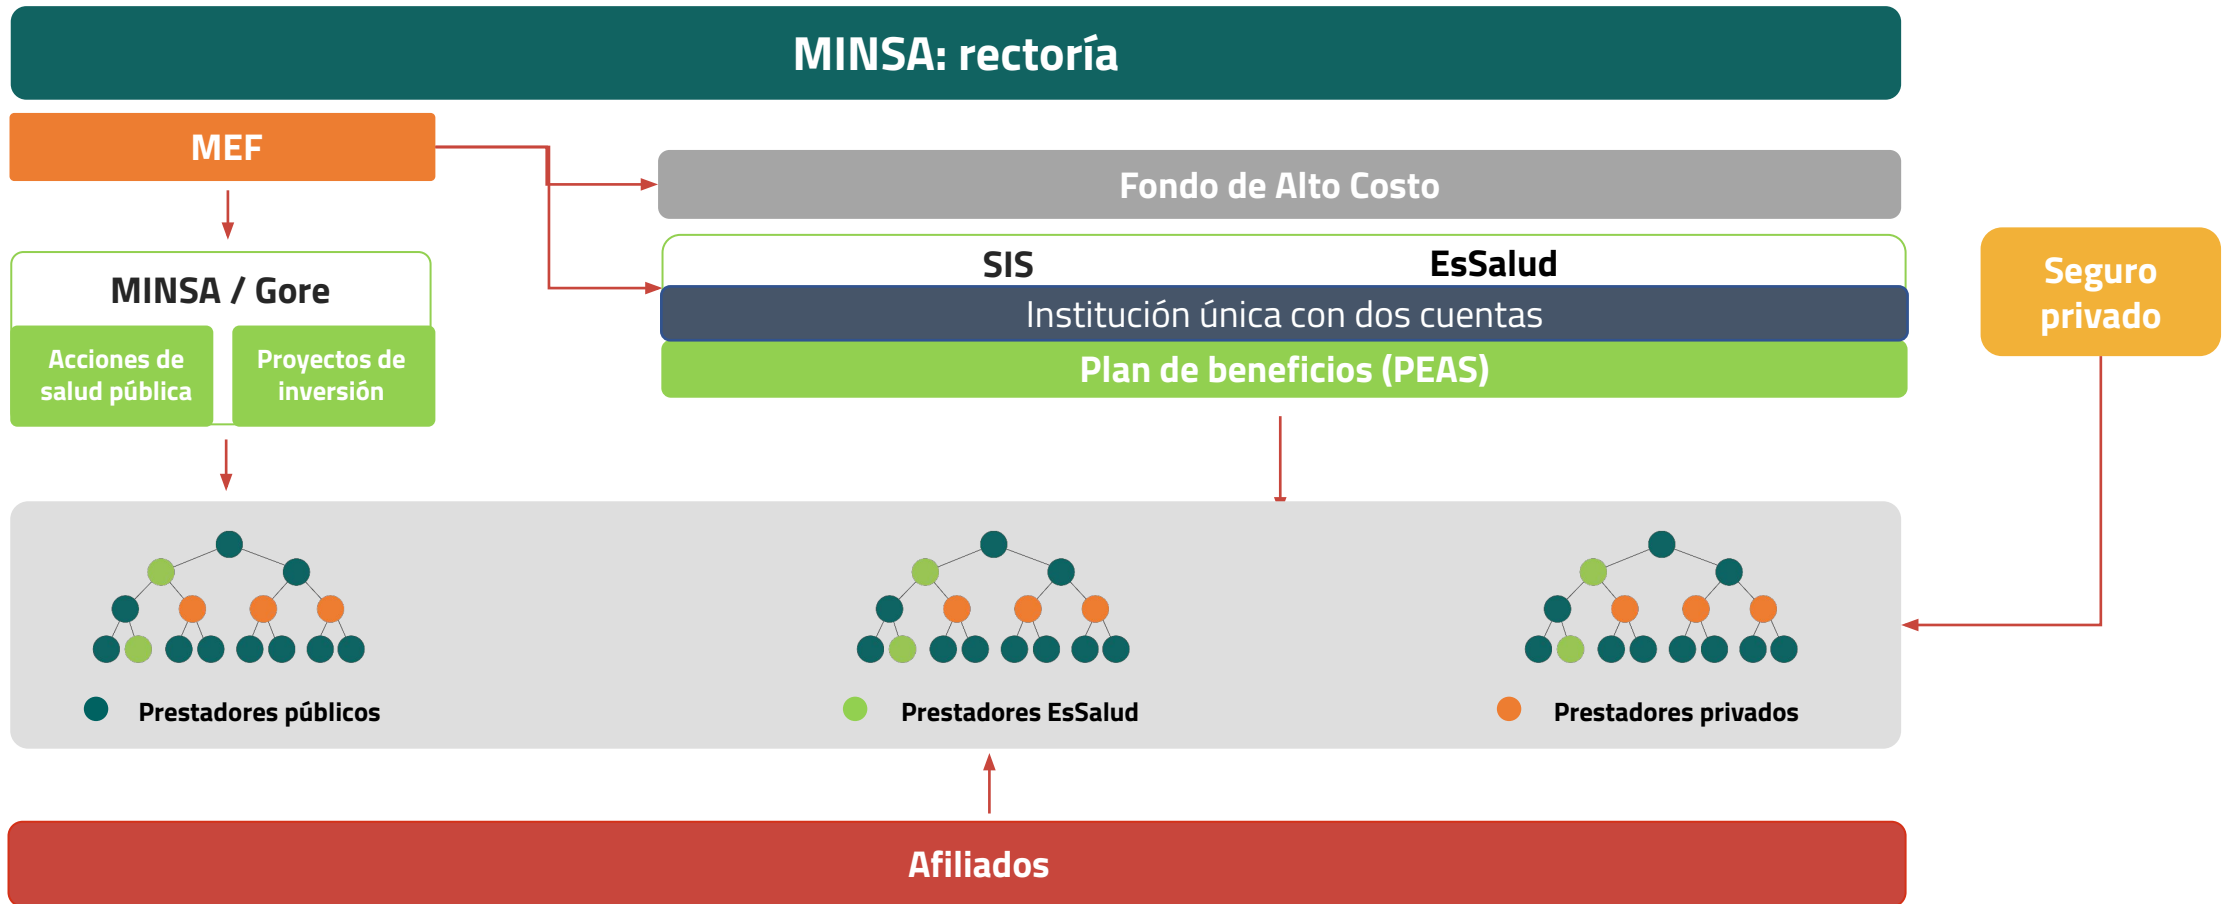 MINSA: rectoría
MEF
Fondo de Alto Costo
SIS
EsSalud
Institución única con dos cuentas
Plan de beneficios (PEAS)
Seguro
privado
MINSA / Gore
Acciones de
salud pública
Proyectos de
inversión
Prestadores públicos
Prestadores EsSalud
Prestadores privados
Afiliados